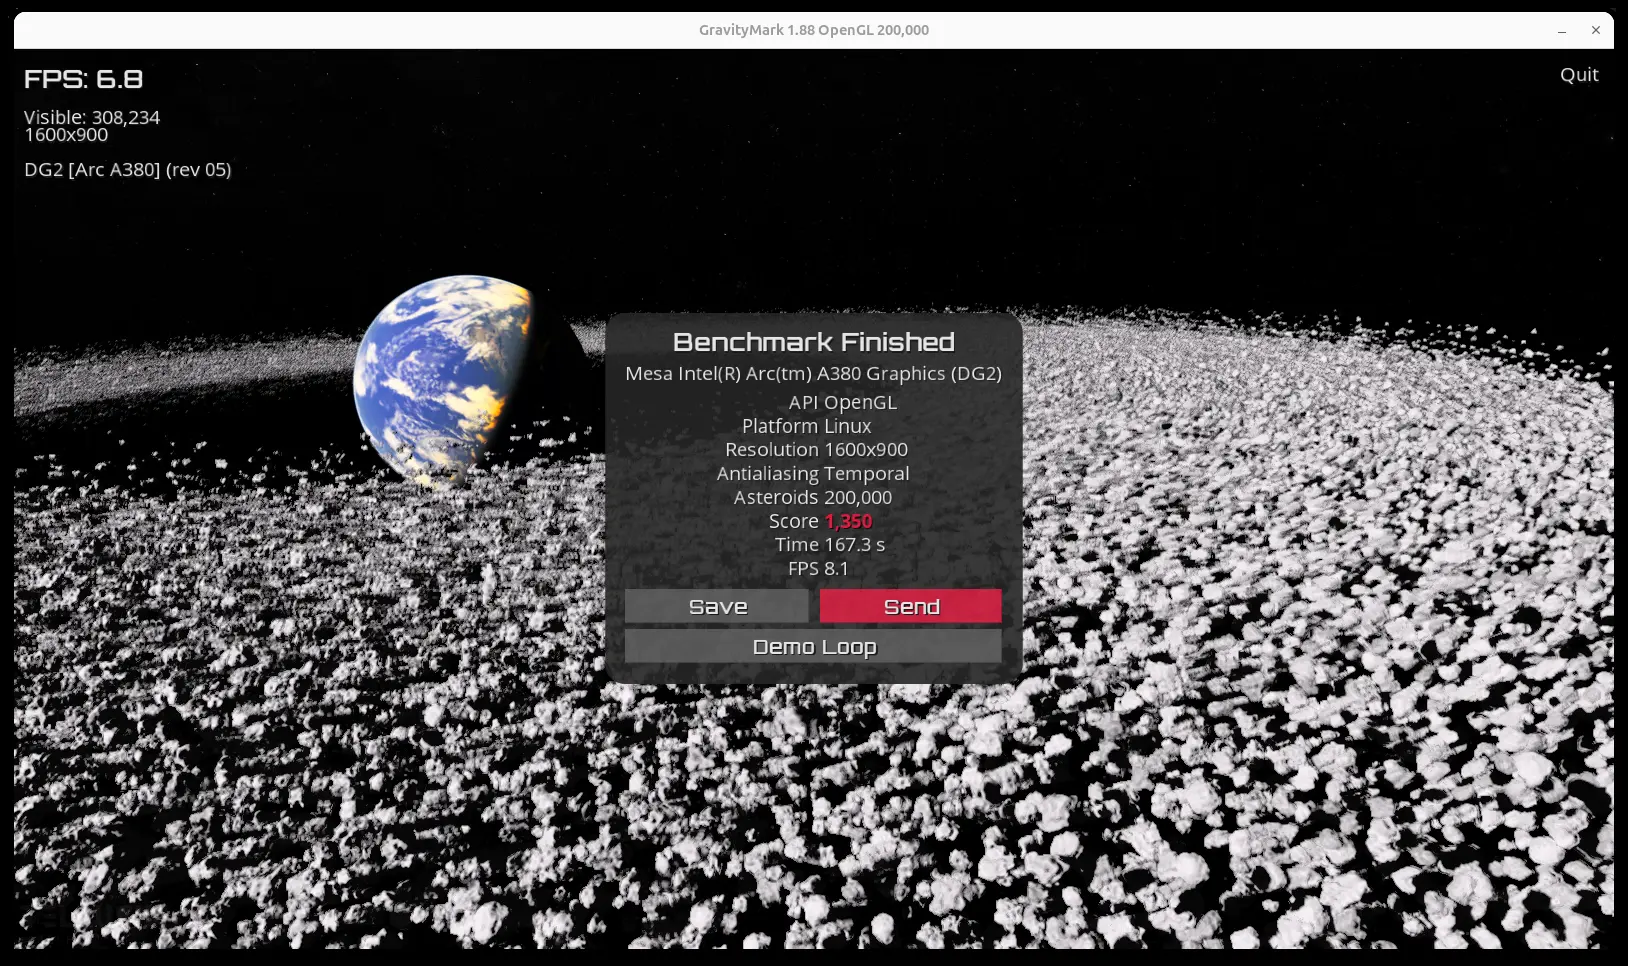 GravityMark 1.88 OpenGL 200,000
FPS: 6.8
Quit
Visible: 308,234
1600x900
DG2 [Arc A380] (rev 05)
Benchmark Finished
Mesa Intel(R) Arc(tm) A380 Graphics (DG2)
API OpenGL
Platform Linux
Resolution 1600x900
Antialiasing Temporal
Asteroids 200,000
Score 1,350
Time 167.3 s
FPS 8.1
Save Send
Demo Loop